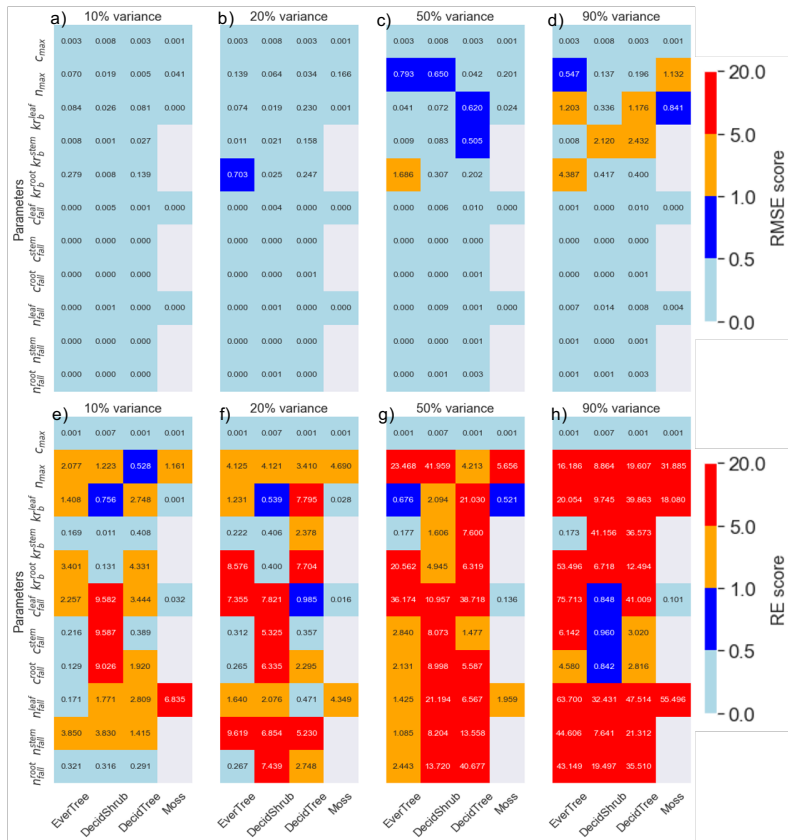 a) 10% variance b) 20% variance c) 50% variance d) 90% variance
c_max 0.003 0.008 0.003 0.001 0.003 0.008 0.003 0.001 0.003 0.008 0.003 0.001 0.003 0.008 0.003 0.001
n_max 0.070 0.019 0.005 0.041 0.139 0.064 0.034 0.166 0.793 0.650 0.042 0.201 0.547 0.137 0.196 1.132
kr_b^leaf 0.084 0.026 0.081 0.000 0.074 0.019 0.230 0.001 0.041 0.072 0.620 0.024 1.203 0.336 1.176 0.841
kr_b^stem 0.008 0.001 0.027 0.011 0.021 0.158 0.009 0.083 0.505 0.008 2.120 2.432
kr_b^root 0.279 0.008 0.139 0.703 0.025 0.247 1.686 0.307 0.202 4.387 0.417 0.400
c_fall^leaf 0.000 0.005 0.001 0.000 0.000 0.004 0.000 0.000 0.000 0.006 0.010 0.000 0.001 0.000 0.010 0.000
c_fall^stem 0.000 0.000 0.000 0.000 0.000 0.000 0.000 0.000 0.000 0.000 0.000 0.000
c_fall^root 0.000 0.000 0.000 0.000 0.000 0.001 0.000 0.000 0.001 0.000 0.000 0.001
n_fall^leaf 0.000 0.001 0.000 0.000 0.000 0.000 0.000 0.000 0.000 0.009 0.001 0.000 0.007 0.014 0.008 0.004
n_fall^stem 0.000 0.000 0.000 0.000 0.000 0.000 0.000 0.000 0.001 0.001 0.000 0.001
n_fall^root 0.000 0.000 0.000 0.000 0.000 0.001 0.000 0.001 0.003 0.001 0.001 0.003
Parameters
20.0
5.0
1.0
0.5
0.0
RMSE score
e) 10% variance f) 20% variance g) 50% variance h) 90% variance
c_max 0.001 0.007 0.001 0.001 0.001 0.007 0.001 0.001 0.001 0.007 0.001 0.001 0.001 0.007 0.001 0.001
n_max 2.077 1.223 0.528 1.161 4.125 4.121 3.410 4.690 23.468 41.959 4.213 5.656 16.186 8.864 19.607 31.885
kr_b^leaf 1.408 0.756 2.748 0.001 1.231 0.539 7.795 0.028 0.676 2.094 21.030 0.521 20.054 9.745 39.863 18.080
kr_b^stem 0.169 0.011 0.408 0.222 0.406 2.378 0.177 1.606 7.600 0.173 41.156 36.573
kr_b^root 3.401 0.131 4.331 8.576 0.400 7.704 20.562 4.945 6.319 53.496 6.718 12.494
c_fall^leaf 2.257 9.582 3.444 0.032 7.355 7.821 0.985 0.016 36.174 10.957 38.718 0.136 75.713 0.848 41.009 0.101
c_fall^stem 0.216 9.587 0.389 0.312 5.325 0.357 2.840 8.073 1.477 6.142 0.960 3.020
c_fall^root 0.129 9.026 1.920 0.265 6.335 2.295 2.131 8.998 5.587 4.580 0.842 2.816
n_fall^leaf 0.171 1.771 2.809 6.835 1.640 2.076 0.471 4.349 1.425 21.194 6.567 1.959 63.700 32.431 47.514 55.496
n_fall^stem 3.850 3.830 1.415 9.619 6.854 5.230 1.085 8.204 13.558 44.606 7.641 21.312
n_fall^root 0.321 0.316 0.291 0.267 7.439 2.748 2.443 13.720 40.677 43.149 19.497 35.510
Parameters
20.0
5.0
1.0
0.5
0.0
RE score
EverTree DecidShrub DecidTree Moss EverTree DecidShrub DecidTree Moss EverTree DecidShrub DecidTree Moss EverTree DecidShrub DecidTree Moss